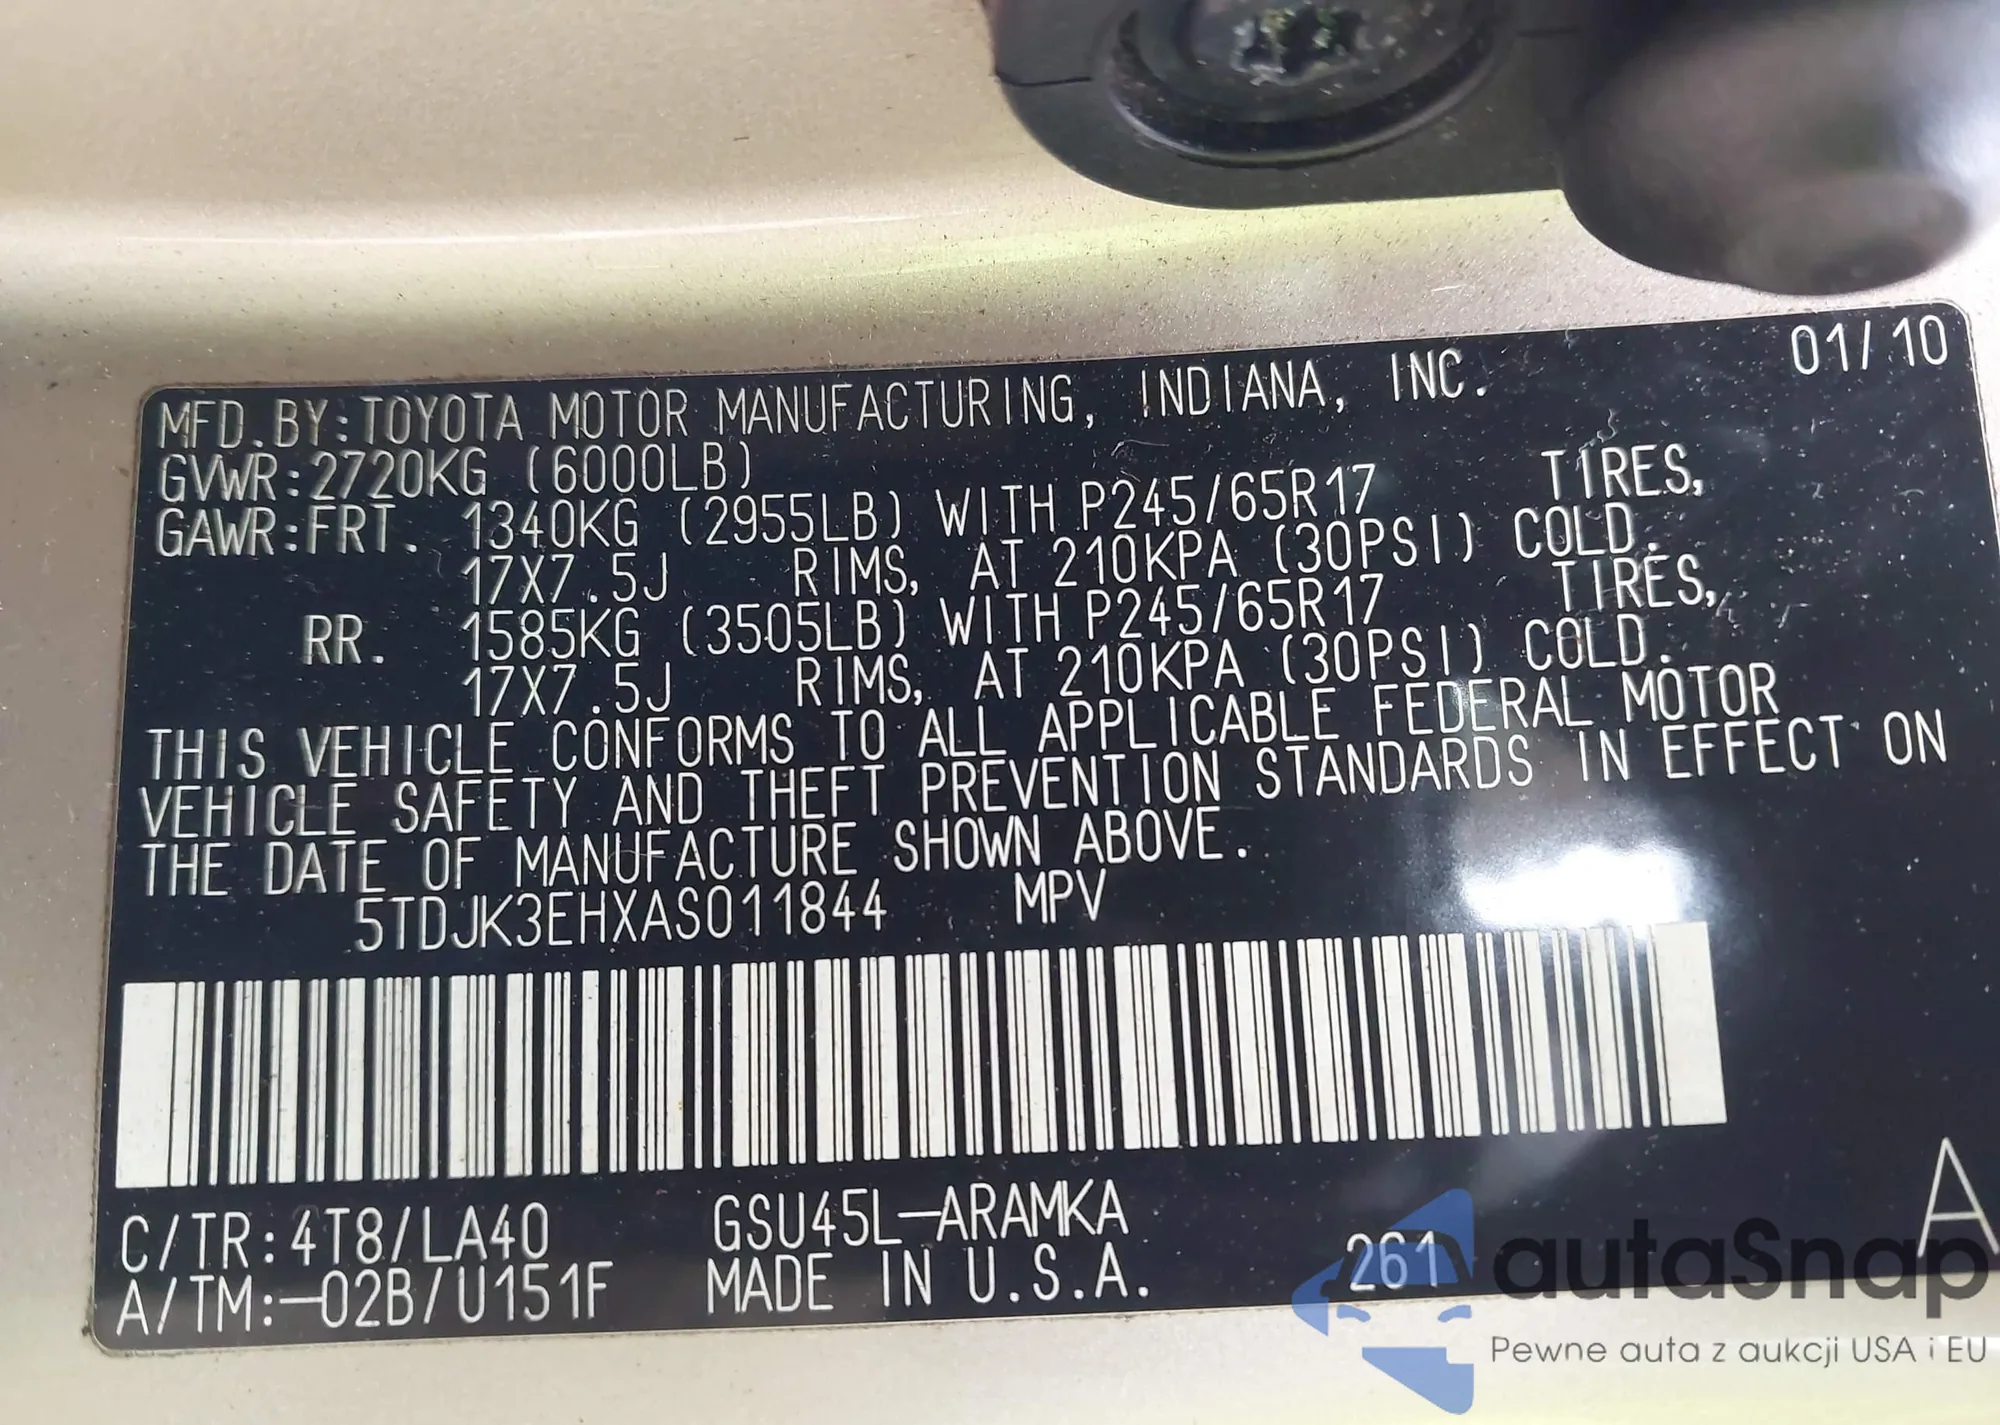 01/10
MFD.BY:TOYOTA MOTOR MANUFACTURING, INDIANA, INC.
GVWR:2720KG (6000LB)
GAWR:FRT. 1340KG (2955LB) WITH P245/65R17 TIRES,
17X7.5J RIMS, AT 210KPA (30PSI) COLD.
RR. 1585KG (3505LB) WITH P245/65R17 TIRES,
17X7.5J RIMS, AT 210KPA (30PSI) COLD.
THIS VEHICLE CONFORMS TO ALL APPLICABLE FEDERAL MOTOR
VEHICLE SAFETY AND THEFT PREVENTION STANDARDS IN EFFECT ON
THE DATE OF MANUFACTURE SHOWN ABOVE.
5TDJK3EHXAS011844 MPV
C/TR:4T8/LA40 GSU45L-ARAMKA
A/TM:-02B/U151F MADE IN U.S.A. 261 A
autoSnap
Pewne auta z aukcji USA i EU